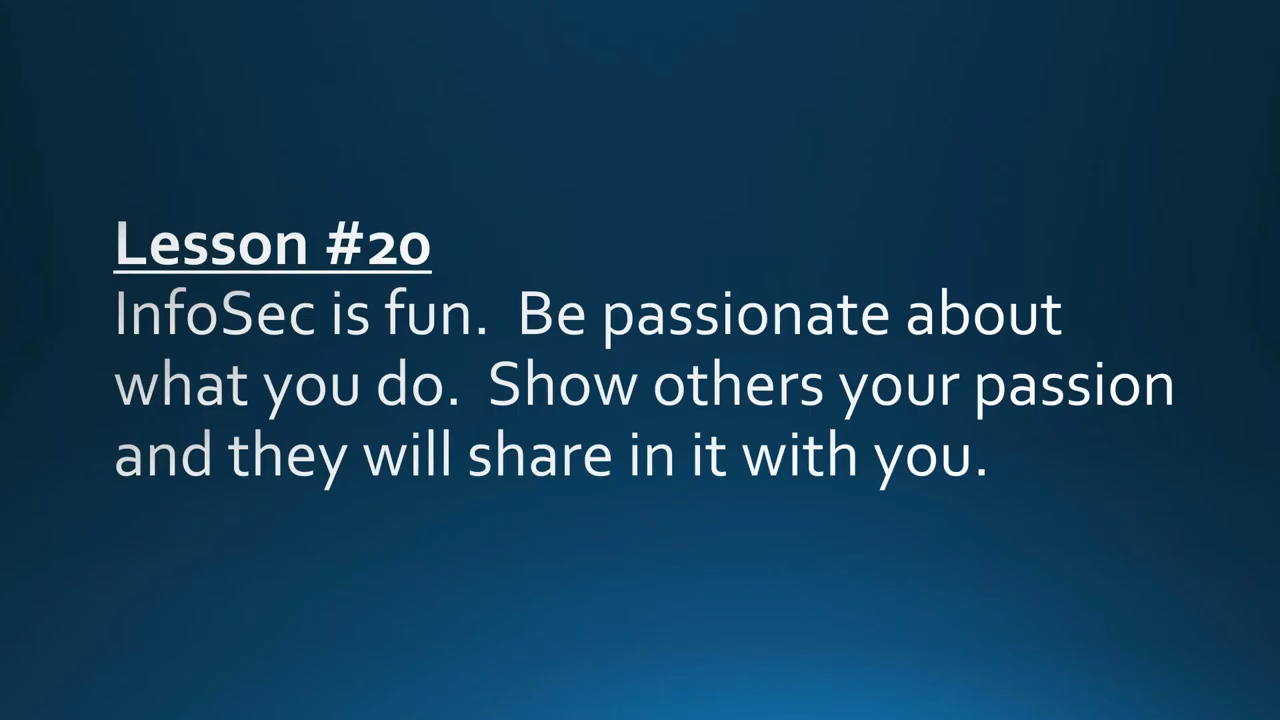 Lesson #20
InfoSec is fun.  Be passionate about
what you do.  Show others your passion
and they will share in it with you.